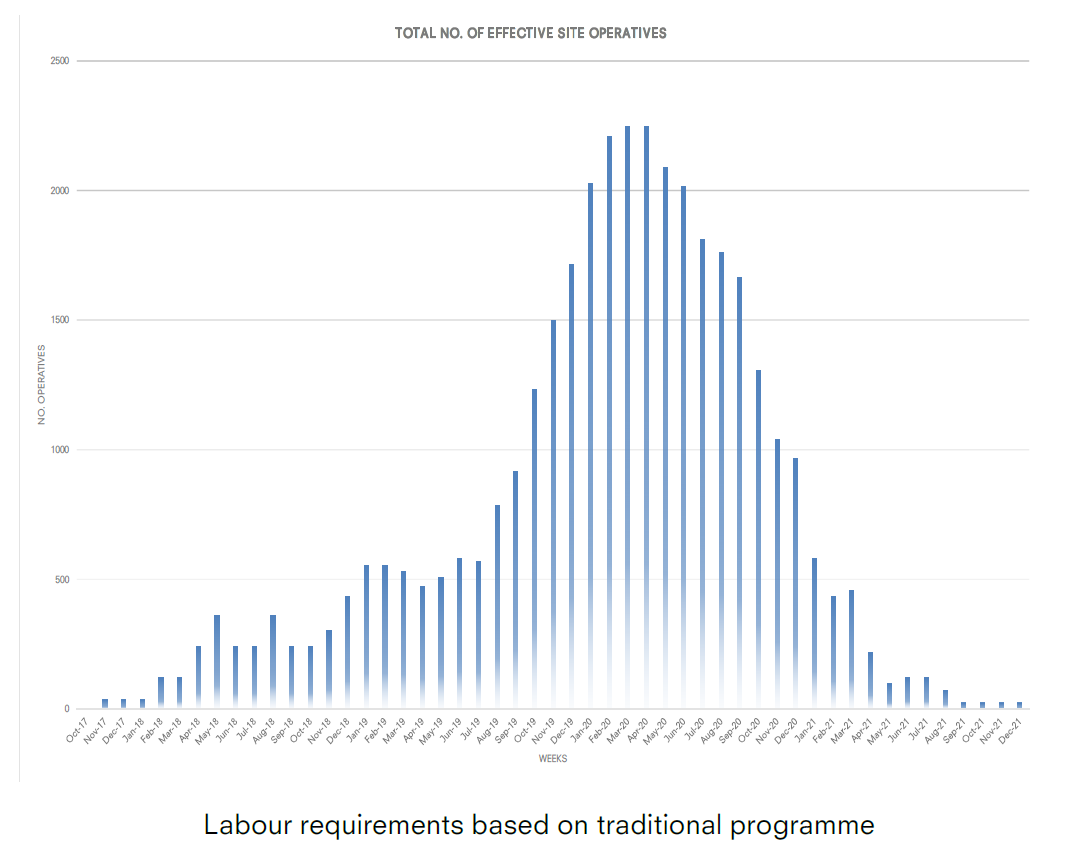 TOTAL NO. OF EFFECTIVE SITE OPERATIVES
2500
2000
1500
1000
500
0
NO. OPERATIVES
Oct-17 Nov-17 Dec-17 Jan-18 Feb-18 Mar-18 Apr-18 May-18 Jun-18 Jul-18 Aug-18 Sep-18 Oct-18 Nov-18 Dec-18 Jan-19 Feb-19 Mar-19 Apr-19 May-19 Jun-19 Jul-19 Aug-19 Sep-19 Oct-19 Nov-19 Dec-19 Jan-20 Feb-20 Mar-20 Apr-20 May-20 Jun-20 Jul-20 Aug-20 Sep-20 Oct-20 Nov-20 Dec-20 Jan-21 Feb-21 Mar-21 Apr-21 May-21 Jun-21 Jul-21 Aug-21 Sep-21 Oct-21 Nov-21 Dec-21
WEEKS
Labour requirements based on traditional programme